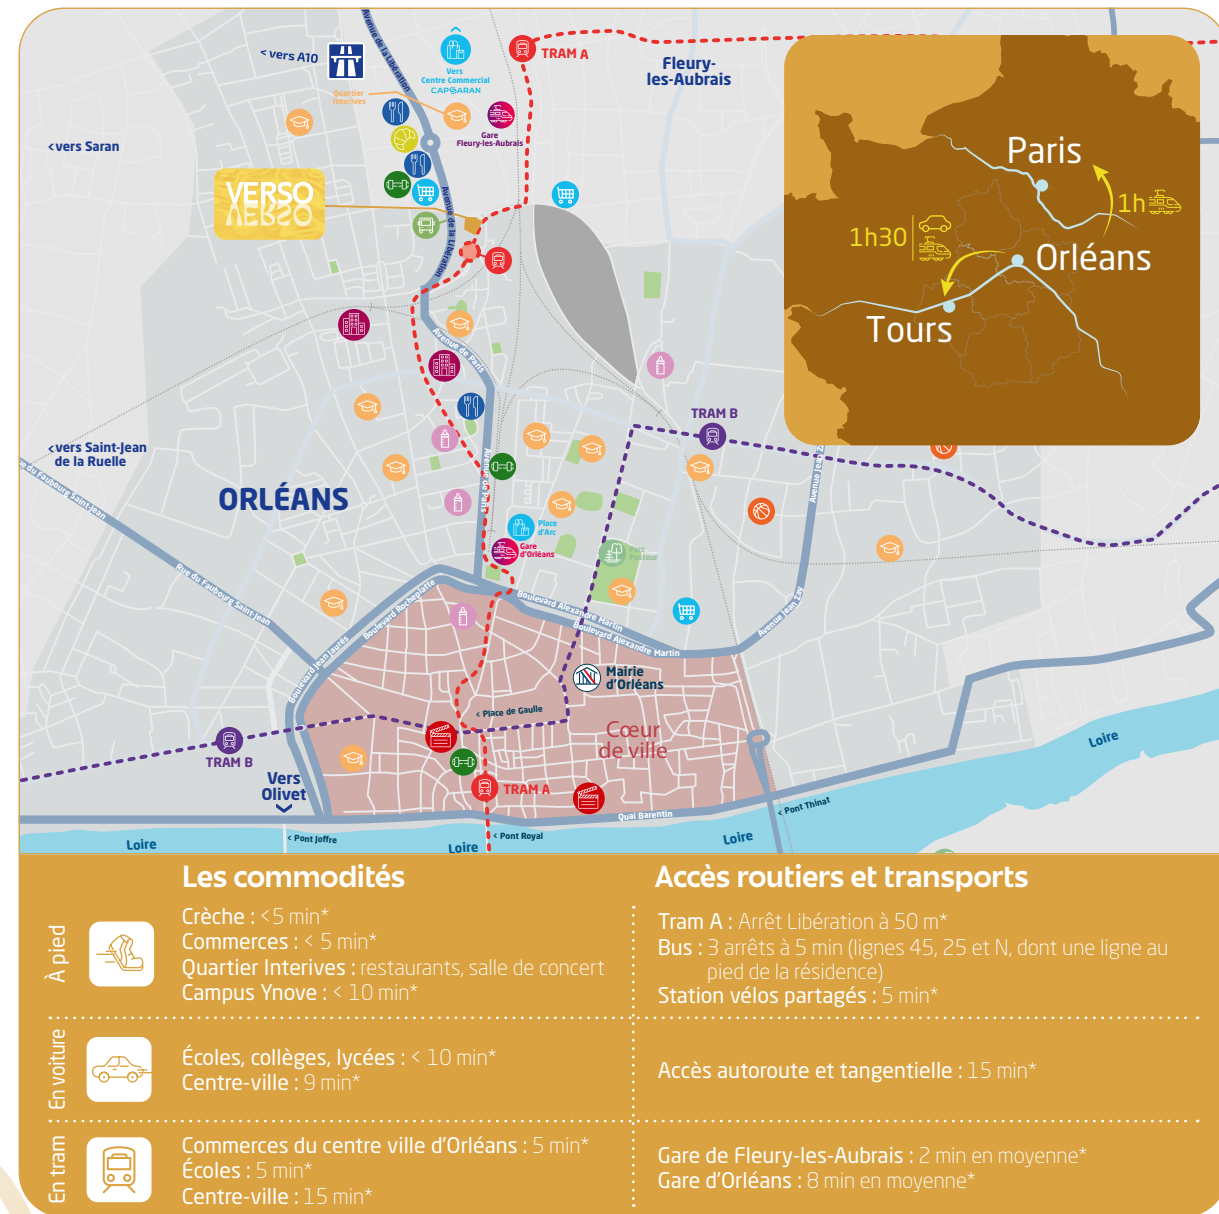 Avenue de la Libération
< vers A10
Vers
Centre Commercial
CAP SARAN
TRAM A
Fleury-
les-Aubrais
Quartier
Interives
Gare
Fleury-les-Aubrais
< vers Saran
VERSO
VERSO
Avenue de la Libération
Paris
1h
1h30
Orléans
Tours
Avenue de Paris
TRAM B
< vers Saint-Jean
de la Ruelle
Rue du Faubourg Saint-Jean
ORLÉANS
Avenue de Paris
Avenue Jean Zay
Place
d'Arc
Gare
d'Orléans
Parc
Pasteur
Rue du Faubourg Saint-Jean
Boulevard Rocheplatte
Boulevard Jean Jaurès
Boulevard Alexandre Martin
Boulevard Alexandre Martin
Avenue Jean Zay
Mairie
d'Orléans
< Place de Gaulle
Cœur
de ville
TRAM B
Vers
Olivet
TRAM A
Loire
< Pont Thinat
Quai Barentin
Loire
< Pont Joffre
Loire
< Pont Royal
Loire
Les commodités
Accès routiers et transports
À pied
Crèche : <5 min*
Commerces : < 5 min*
Quartier Interives : restaurants, salle de concert
Campus Ynove : < 10 min*
Tram A : Arrêt Libération à 50 m*
Bus : 3 arrêts à 5 min (lignes 45, 25 et N, dont une ligne au
pied de la résidence)
Station vélos partagés : 5 min*
En voiture
Écoles, collèges, lycées : < 10 min*
Centre-ville : 9 min*
Accès autoroute et tangentielle : 15 min*
En tram
Commerces du centre ville d'Orléans : 5 min*
Écoles : 5 min*
Centre-ville : 15 min*
Gare de Fleury-les-Aubrais : 2 min en moyenne*
Gare d'Orléans : 8 min en moyenne*